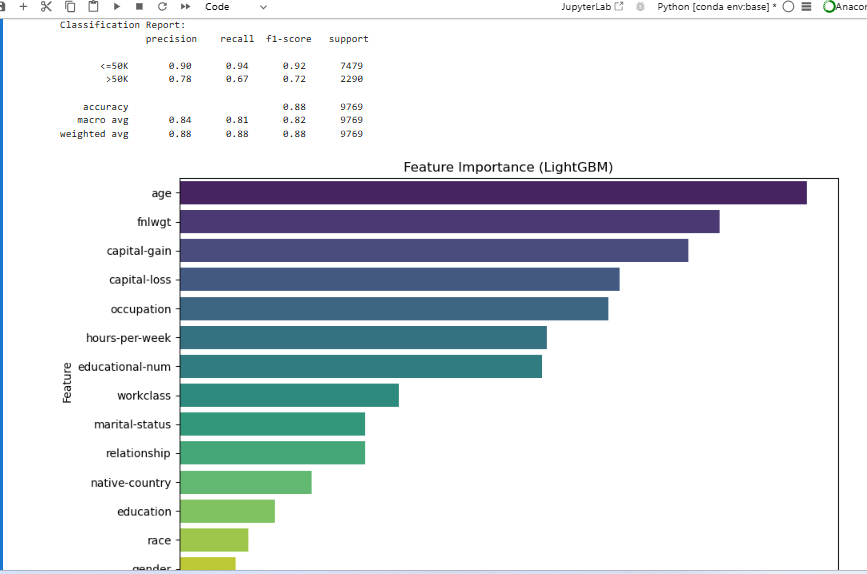 Code JupyterLab Python [conda env:base] * Anacon
Classification Report:
precision recall f1-score support
<=50K 0.90 0.94 0.92 7479
>50K 0.78 0.67 0.72 2290
accuracy 0.88 9769
macro avg 0.84 0.81 0.82 9769
weighted avg 0.88 0.88 0.88 9769
Feature Importance (LightGBM)
age
fnlwgt
capital-gain
capital-loss
occupation
hours-per-week
educational-num
workclass
marital-status
relationship
native-country
education
race
gender
Feature